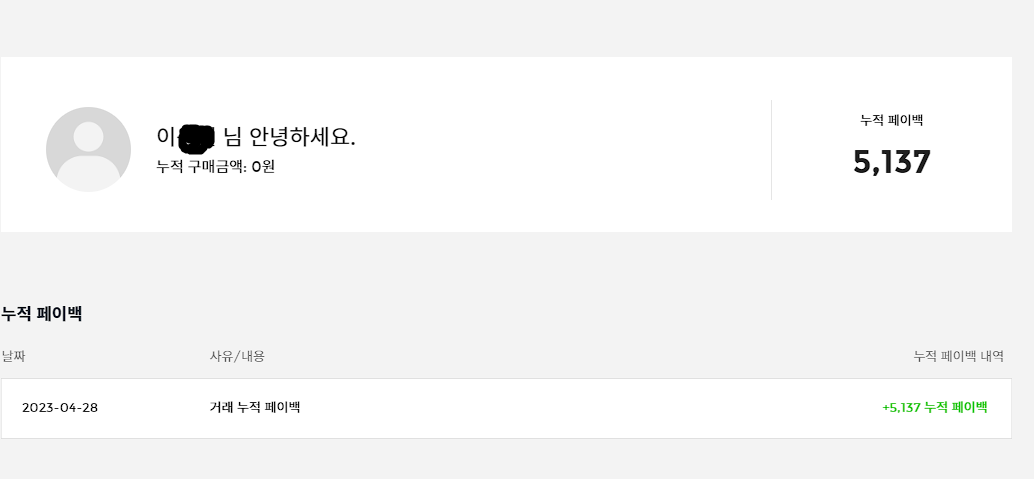 이 님 안녕하세요.
누적 구매금액: 0원
누적 페이백
5,137
누적 페이백
날짜 사유/내용 누적 페이백 내역
2023-04-28 거래 누적 페이백 +5,137 누적 페이백